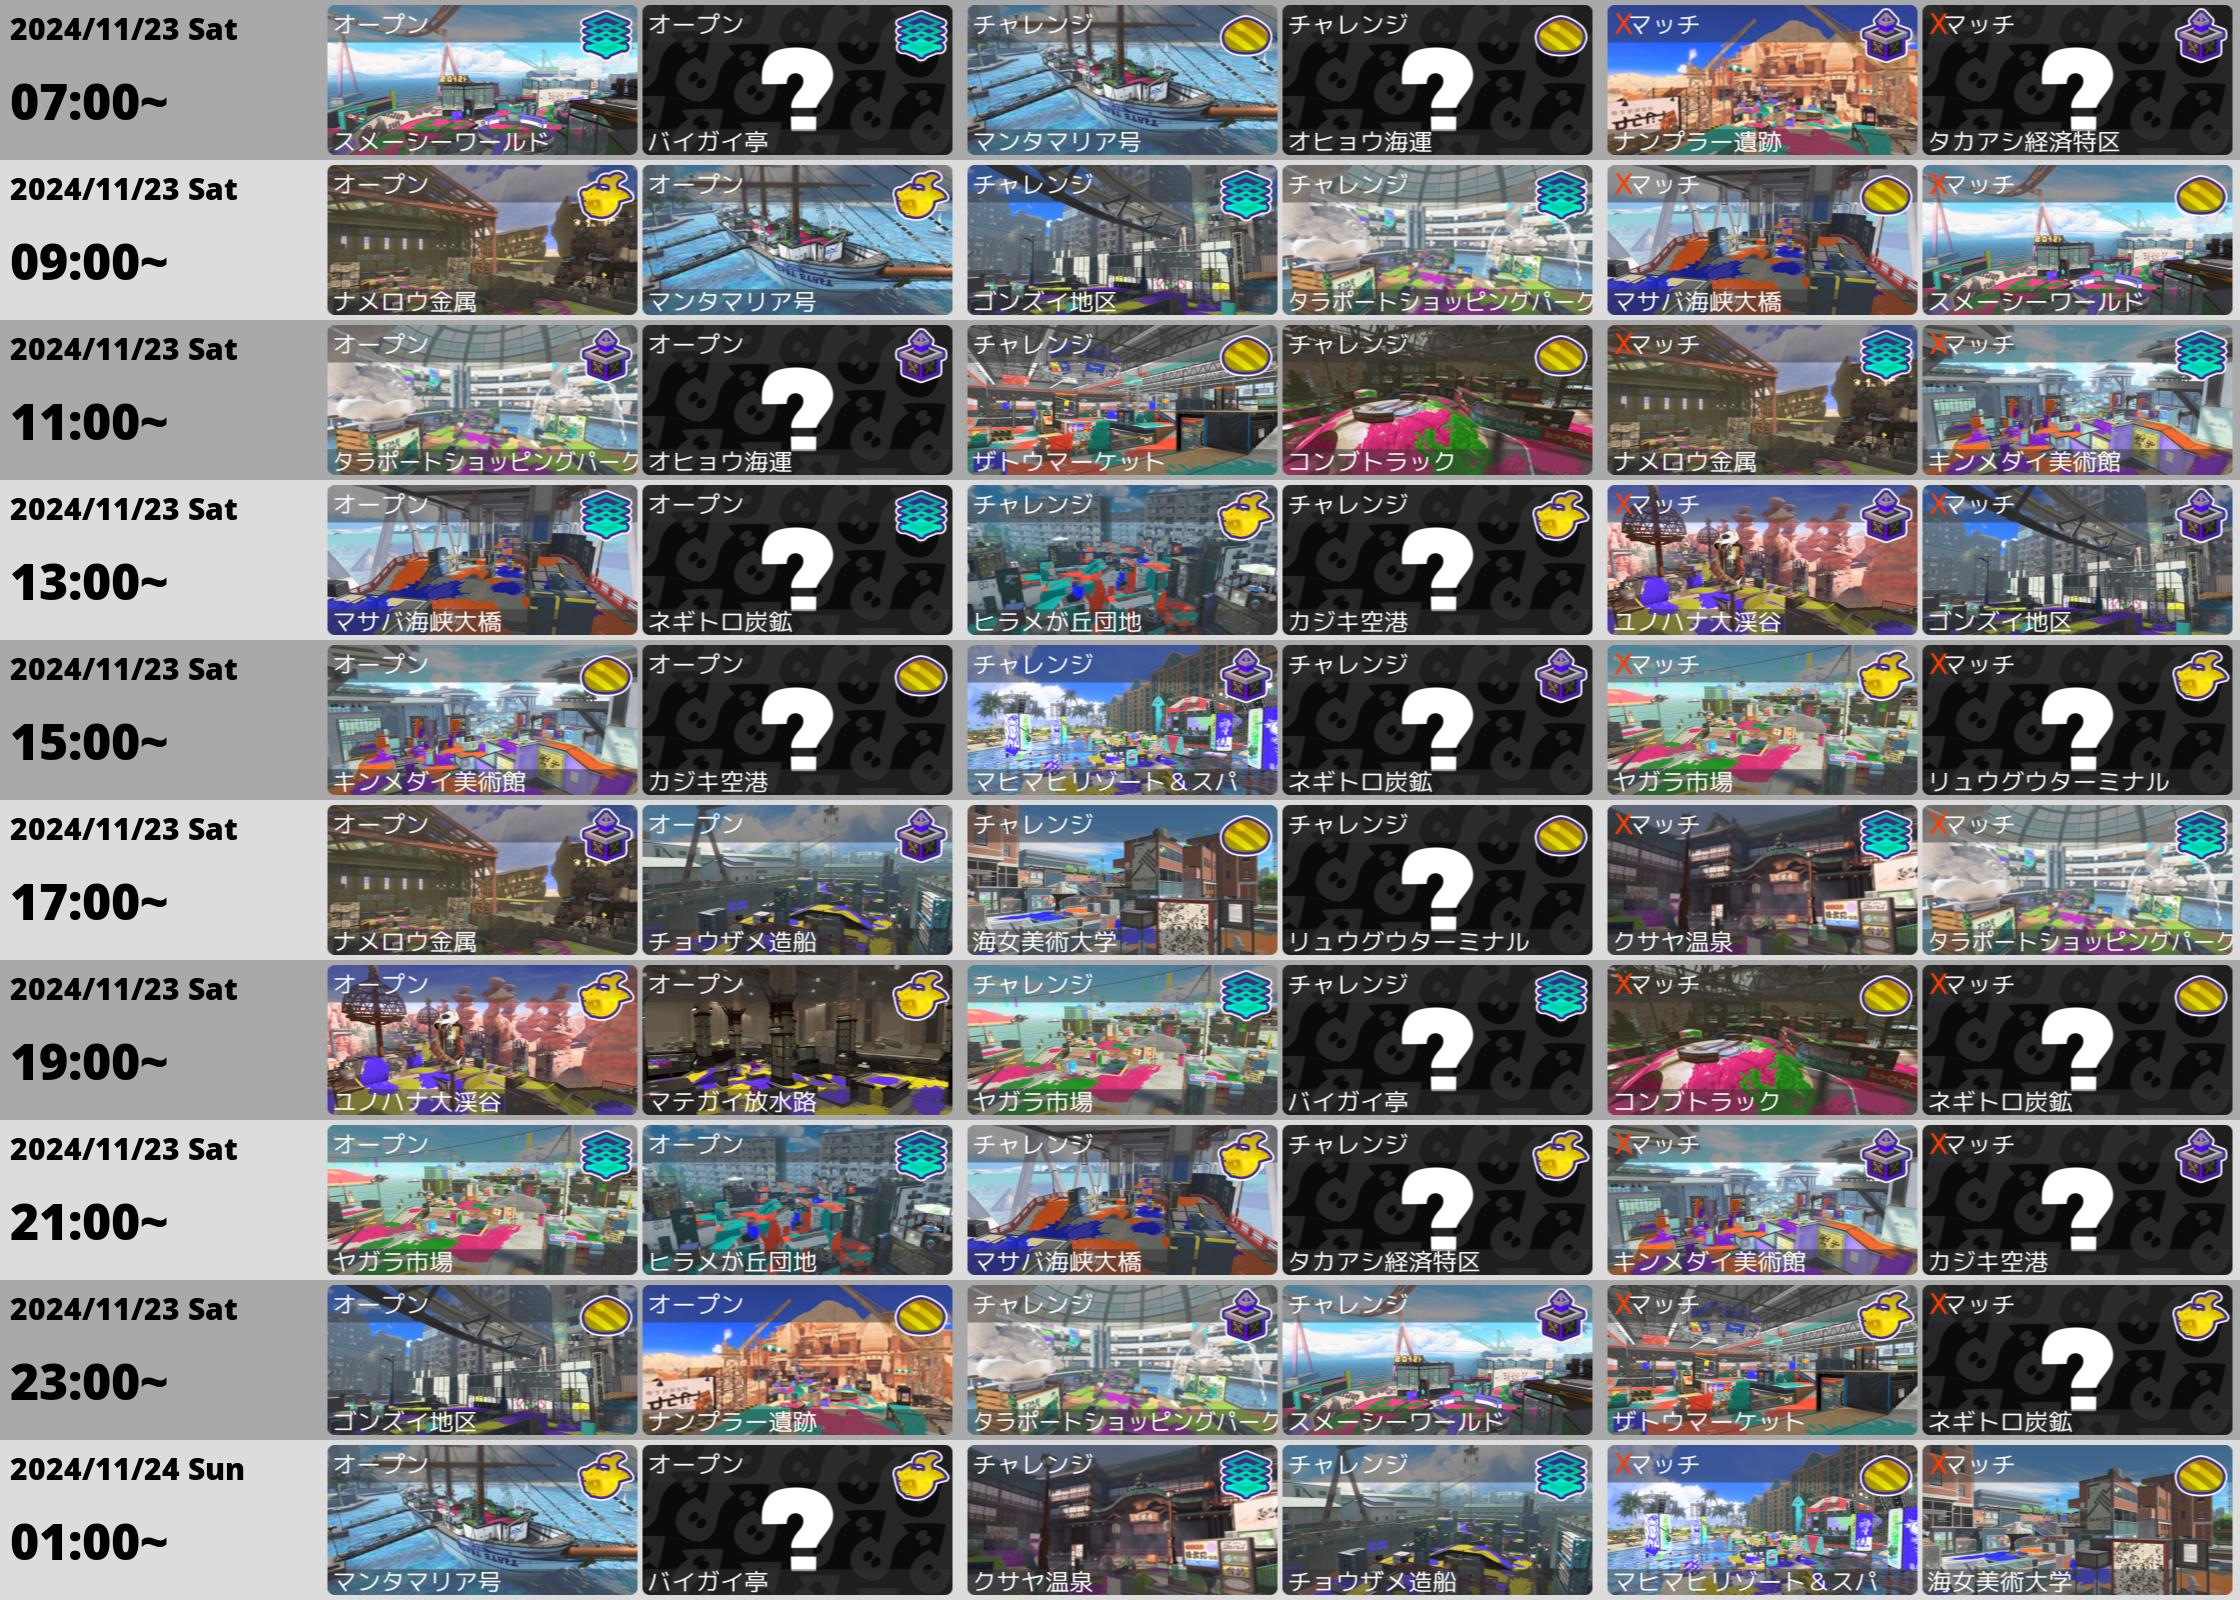 2024/11/23 Sat
07:00~
オープン
スメーシーワールド
オープン
バイガイ亭
チャレンジ
マンタマリア号
チャレンジ
オヒョウ海運
Xマッチ
ナンプラー遺跡
Xマッチ
タカアシ経済特区
2024/11/23 Sat
09:00~
オープン
ナメロウ金属
オープン
マンタマリア号
チャレンジ
ゴンズイ地区
チャレンジ
タラポートショッピングパーク
Xマッチ
マサバ海峡大橋
Xマッチ
スメーシーワールド
2024/11/23 Sat
11:00~
オープン
タラポートショッピングパーク
オープン
オヒョウ海運
チャレンジ
ザトウマーケット
チャレンジ
コンブトラック
Xマッチ
ナメロウ金属
Xマッチ
キンメダイ美術館
2024/11/23 Sat
13:00~
オープン
マサバ海峡大橋
オープン
ネギトロ炭鉱
チャレンジ
ヒラメが丘団地
チャレンジ
カジキ空港
Xマッチ
ユノハナ大渓谷
Xマッチ
ゴンズイ地区
2024/11/23 Sat
15:00~
オープン
キンメダイ美術館
オープン
カジキ空港
チャレンジ
マヒマヒリゾート＆スパ
チャレンジ
ネギトロ炭鉱
Xマッチ
ヤガラ市場
Xマッチ
リュウグウターミナル
2024/11/23 Sat
17:00~
オープン
ナメロウ金属
オープン
チョウザメ造船
チャレンジ
海女美術大学
チャレンジ
リュウグウターミナル
Xマッチ
クサヤ温泉
Xマッチ
タラポートショッピングパーク
2024/11/23 Sat
19:00~
オープン
ユノハナ大渓谷
オープン
マテガイ放水路
チャレンジ
ヤガラ市場
チャレンジ
バイガイ亭
Xマッチ
コンブトラック
Xマッチ
ネギトロ炭鉱
2024/11/23 Sat
21:00~
オープン
ヤガラ市場
オープン
ヒラメが丘団地
チャレンジ
マサバ海峡大橋
チャレンジ
タカアシ経済特区
Xマッチ
キンメダイ美術館
Xマッチ
カジキ空港
2024/11/23 Sat
23:00~
オープン
ゴンズイ地区
オープン
ナンプラー遺跡
チャレンジ
タラポートショッピングパーク
チャレンジ
スメーシーワールド
Xマッチ
ザトウマーケット
Xマッチ
ネギトロ炭鉱
2024/11/24 Sun
01:00~
オープン
マンタマリア号
オープン
バイガイ亭
チャレンジ
クサヤ温泉
チャレンジ
チョウザメ造船
Xマッチ
マヒマヒリゾート＆スパ
Xマッチ
海女美術大学